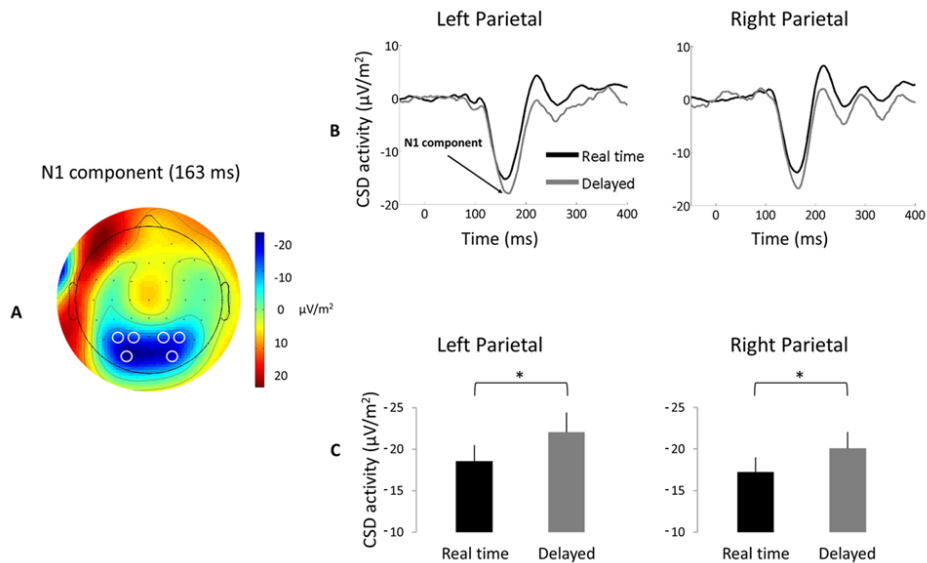 Left Parietal
Right Parietal
10
0
-10
-20
CSD activity (μV/m²)
B
N1 component
Real time
Delayed
0
100
200
300
400
Time (ms)
10
0
-10
-20
0
100
200
300
400
Time (ms)
N1 component (163 ms)
A
-20
-10
0
10
20
μV/m²
Left Parietal
Right Parietal
C
CSD activity (μV/m²)
*
- 25
- 20
- 15
- 10
Real time
Delayed
*
- 25
- 20
- 15
- 10
Real time
Delayed